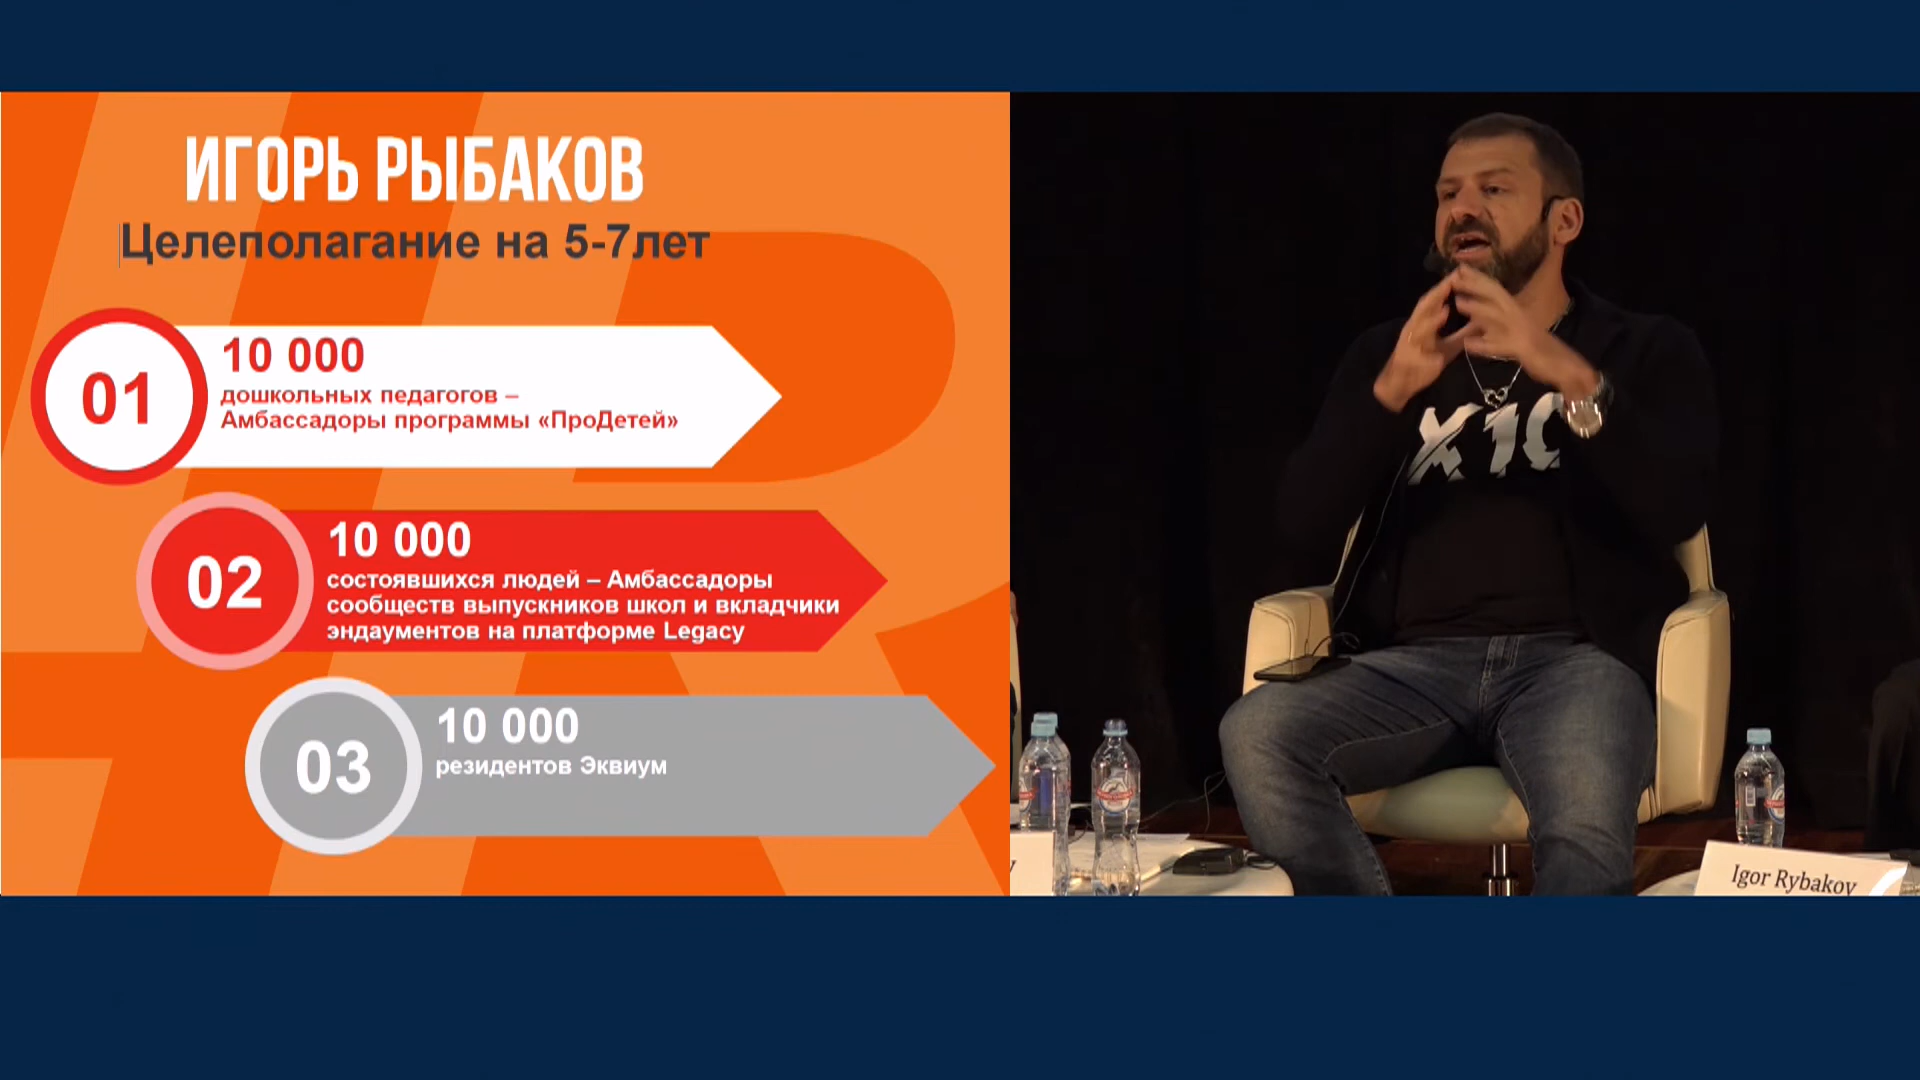 ИГОРЬ РЫБАКОВ
Целеполагание на 5-7лет
01
10 000
дошкольных педагогов –
Амбассадоры программы «ПроДетей»
02
10 000
состоявшихся людей – Амбассадоры
сообществ выпускников школ и вкладчики
эндаументов на платформе Legacy
03
10 000
резидентов Эквиум
X10
Igor Rybakov